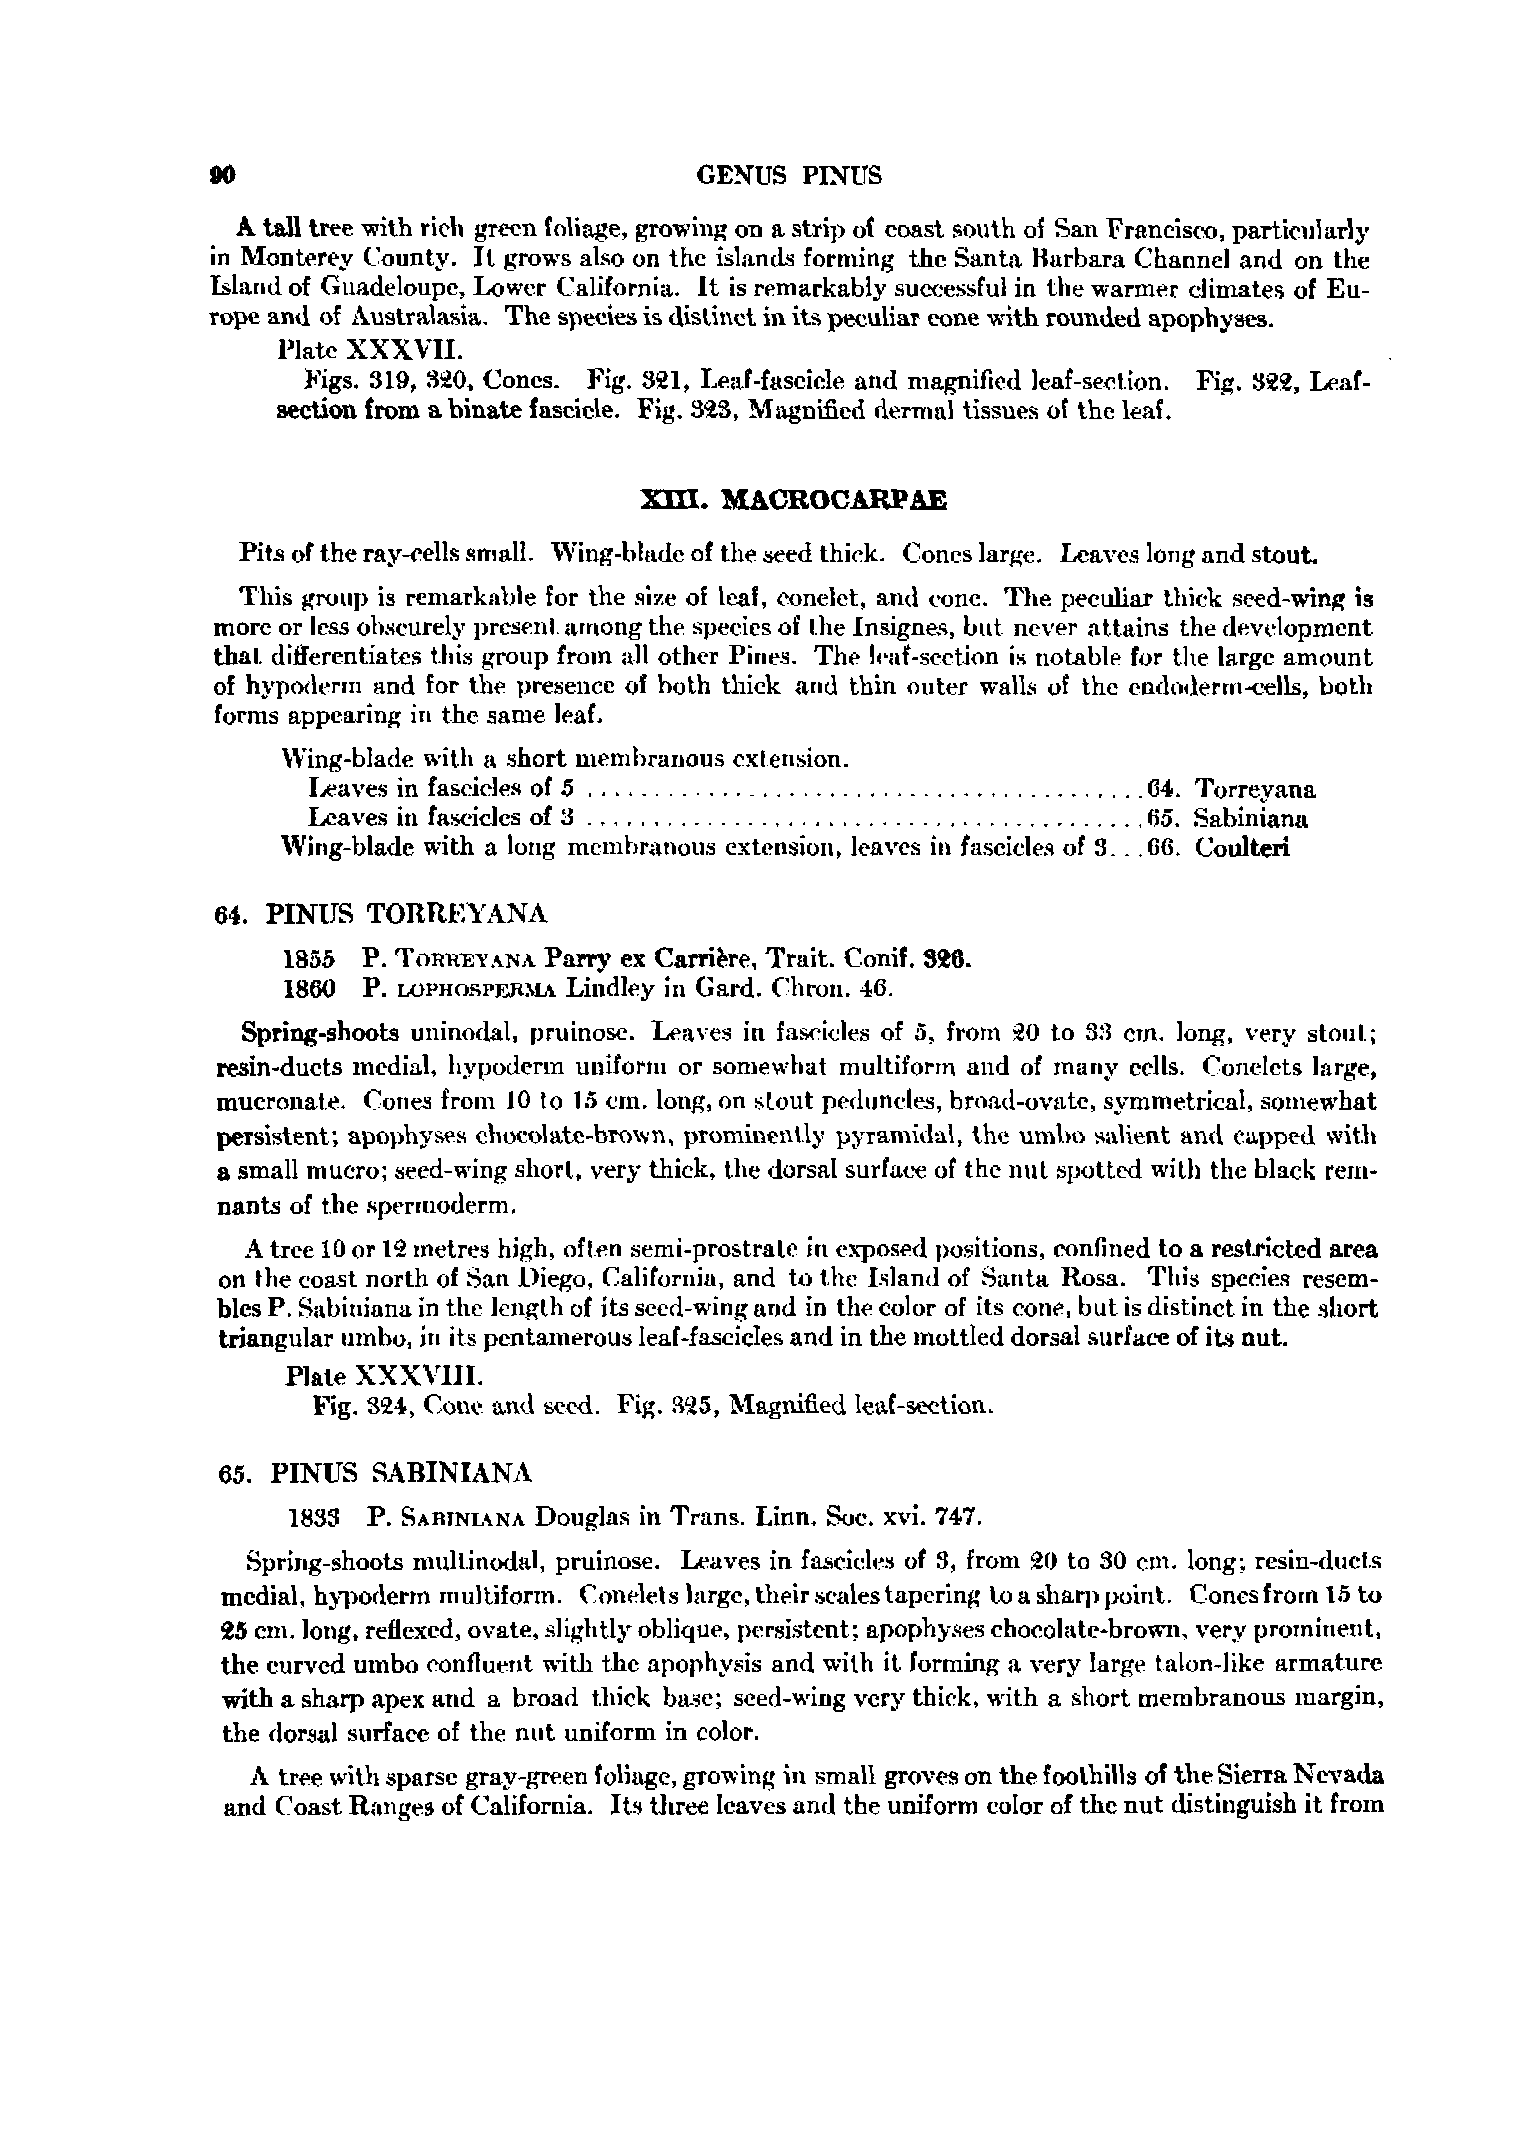 90 GENUS PINUS
A tall tree with rich green foliage, growing on a strip of coast south of San Francisco, particularly
in Monterey County. It grows also on the islands forming the Santa Barbara Channel and on the
Island of Guadeloupe, Lower California. It is remarkably successful in the warmer climates of Eu-
rope and of Australasia. The species is distinct in its peculiar cone with rounded apophyses.
Plate XXXVII.
Figs. 319, 320, Cones. Fig. 321, Leaf-fascicle and magnified leaf-section. Fig. 322, Leaf-
section from a binate fascicle. Fig. 323, Magnified dermal tissues of the leaf.
XIII. MACROCARPAE
Pits of the ray-cells small. Wing-blade of the seed thick. Cones large. Leaves long and stout.
This group is remarkable for the size of leaf, conelet, and cone. The peculiar thick seed-wing is
more or less obscurely present among the species of the Insignes, but never attains the development
that differentiates this group from all other Pines. The leaf-section is notable for the large amount
of hypoderm and for the presence of both thick and thin outer walls of the endoderm-cells, both
forms appearing in the same leaf.
Wing-blade with a short membranous extension.
Leaves in fascicles of 5 ..........................................64. Torreyana
Leaves in fascicles of 3 ..........................................65. Sabiniana
Wing-blade with a long membranous extension, leaves in fascicles of 3...66. Coulteri
64. PINUS TORREYANA
1855 P. TORREYANA Parry ex Carrière, Trait. Conif. 326.
1860 P. LOPHOSPERMA Lindley in Gard. Chron. 46.
Spring-shoots uninodal, pruinose. Leaves in fascicles of 5, from 20 to 33 cm. long, very stout;
resin-ducts medial, hypoderm uniform or somewhat multiform and of many cells. Conelets large,
mucronate. Cones from 10 to 15 cm. long, on stout peduncles, broad-ovate, symmetrical, somewhat
persistent; apophyses chocolate-brown, prominently pyramidal, the umbo salient and capped with
a small mucro; seed-wing short, very thick, the dorsal surface of the nut spotted with the black rem-
nants of the spermoderm.
A tree 10 or 12 metres high, often semi-prostrate in exposed positions, confined to a restricted area
on the coast north of San Diego, California, and to the Island of Santa Rosa. This species resem-
bles P. Sabiniana in the length of its seed-wing and in the color of its cone, but is distinct in the short
triangular umbo, in its pentamerous leaf-fascicles and in the mottled dorsal surface of its nut.
Plate XXXVIII.
Fig. 324, Cone and seed. Fig. 325, Magnified leaf-section.
65. PINUS SABINIANA
1833 P. SABINIANA Douglas in Trans. Linn. Soc. xvi. 747.
Spring-shoots multinodal, pruinose. Leaves in fascicles of 3, from 20 to 30 cm. long; resin-ducts
medial, hypoderm multiform. Conelets large, their scales tapering to a sharp point. Cones from 15 to
25 cm. long, reflexed, ovate, slightly oblique, persistent; apophyses chocolate-brown, very prominent,
the curved umbo confluent with the apophysis and with it forming a very large talon-like armature
with a sharp apex and a broad thick base; seed-wing very thick, with a short membranous margin,
the dorsal surface of the nut uniform in color.
A tree with sparse gray-green foliage, growing in small groves on the foothills of the Sierra Nevada
and Coast Ranges of California. Its three leaves and the uniform color of the nut distinguish it from